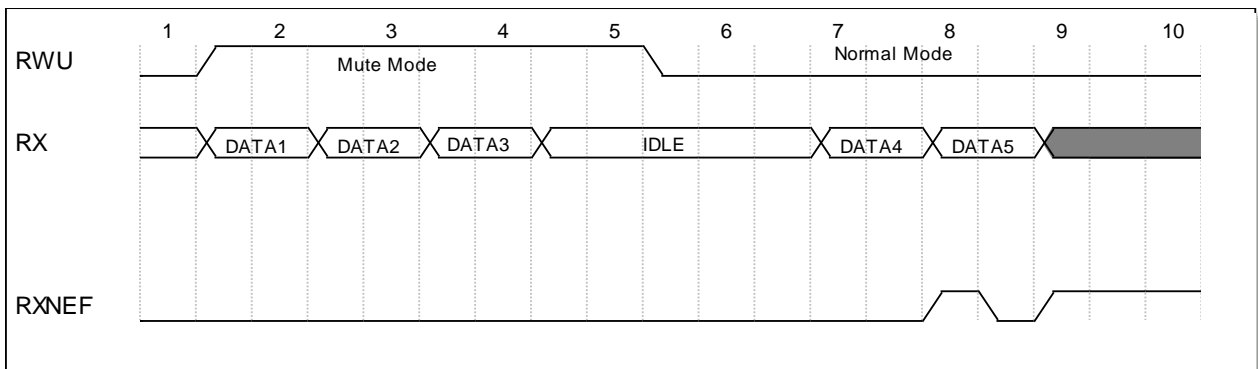 1 2 3 4 5 6 7 8 9 10
RWU
Mute Mode
Normal Mode
RX
DATA1 DATA2 DATA3 IDLE DATA4 DATA5
RXNEF